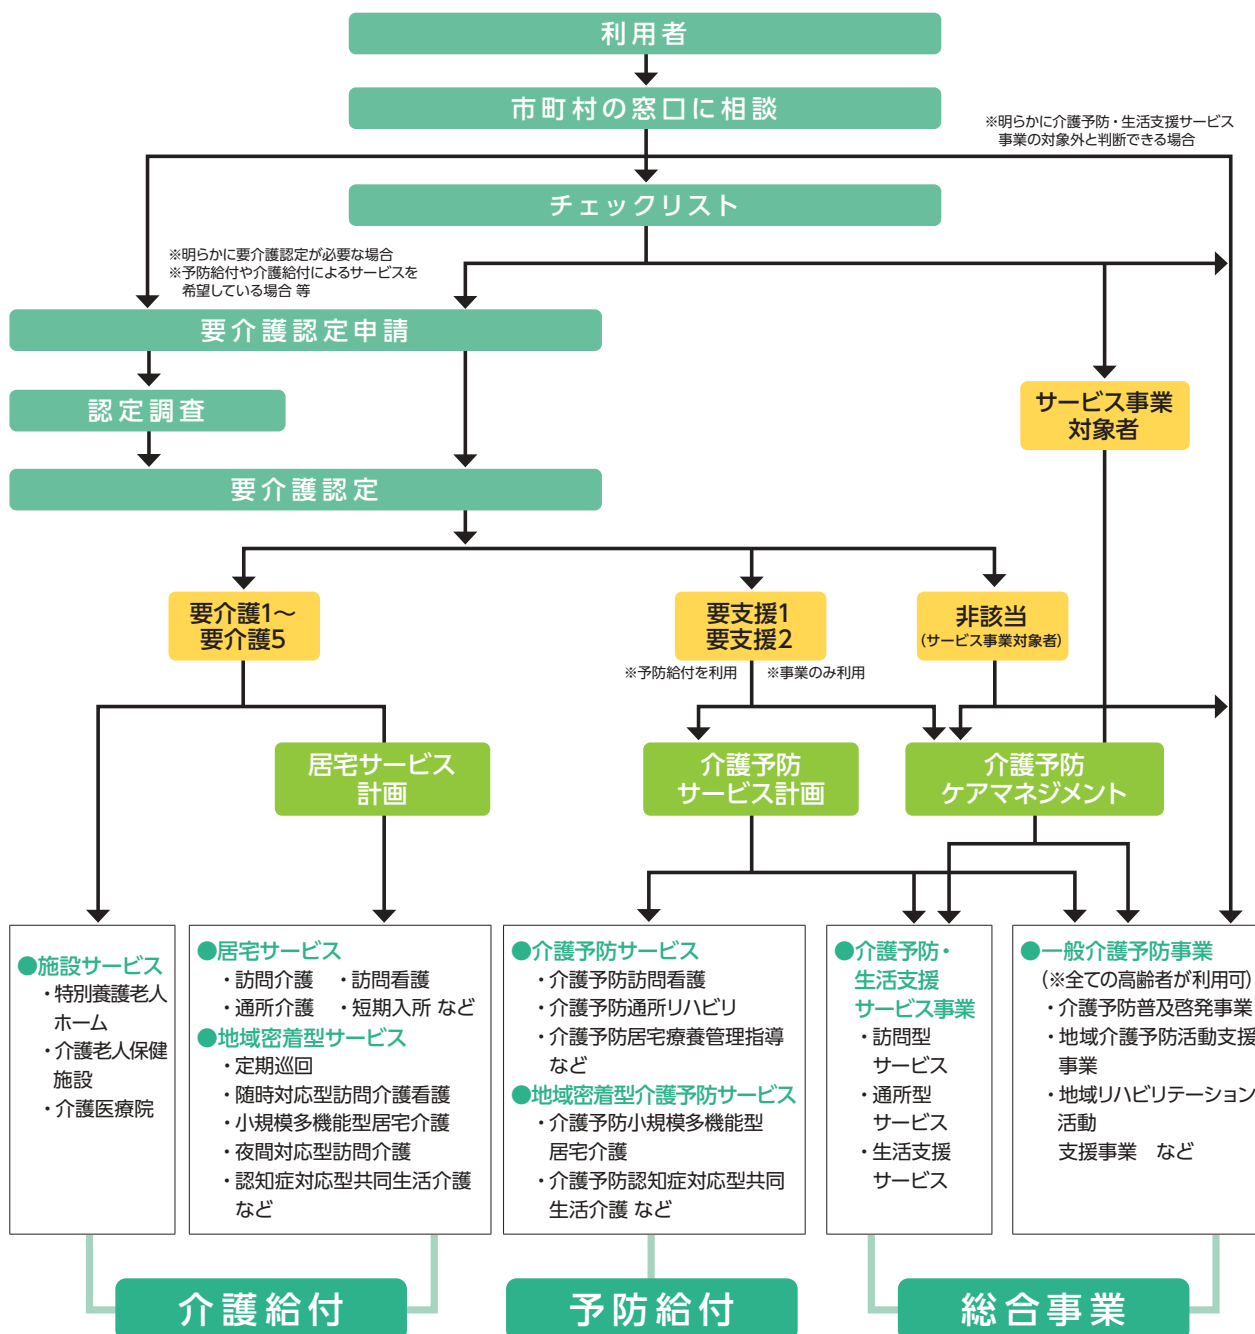 利用者
市町村の窓口に相談
※明らかに介護予防・生活支援サービス
事業の対象外と判断できる場合
チェックリスト
※明らかに要介護認定が必要な場合
※予防給付や介護給付によるサービスを
希望している場合 等
要介護認定申請
認定調査
サービス事業
対象者
要介護認定
要介護1〜
要介護5
要支援1
要支援2
非該当
(サービス事業対象者)
※予防給付を利用
※事業のみ利用
居宅サービス
計画
介護予防
サービス計画
介護予防
ケアマネジメント
●施設サービス
・特別養護老人
ホーム
・介護老人保健
施設
・介護医療院
●居宅サービス
・訪問介護 ・訪問看護
・通所介護 ・短期入所 など
●地域密着型サービス
・定期巡回
・随時対応型訪問介護看護
・小規模多機能型居宅介護
・夜間対応型訪問介護
・認知症対応型共同生活介護
など
●介護予防サービス
・介護予防訪問看護
・介護予防通所リハビリ
・介護予防居宅療養管理指導
など
●地域密着型介護予防サービス
・介護予防小規模多機能型
居宅介護
・介護予防認知症対応型共同
生活介護 など
●介護予防・
生活支援
サービス事業
・訪問型
サービス
・通所型
サービス
・生活支援
サービス
●一般介護予防事業
(※全ての高齢者が利用可)
・介護予防普及啓発事業
・地域介護予防活動支援
事業
・地域リハビリテーション
活動
支援事業 など
介護給付
予防給付
総合事業